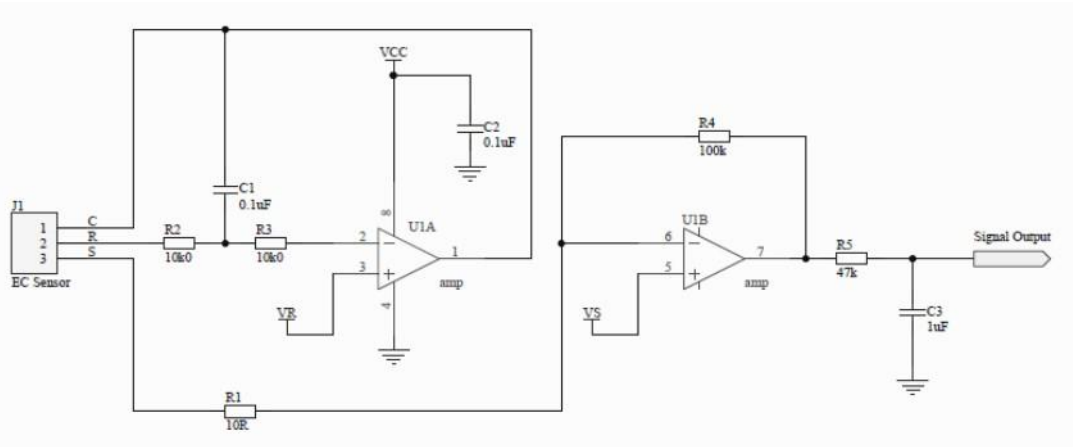 VCC
C2
0.1uF
R4
100k
C1
0.1uF
J1
1 C
2 R
3 S
EC Sensor
R2
10k0
R3
10k0
8
U1A
2
3
1
4
amp
VR
U1B
6
5
7
amp
VS
R5
47k
Signal Output
C3
1uF
R1
10R